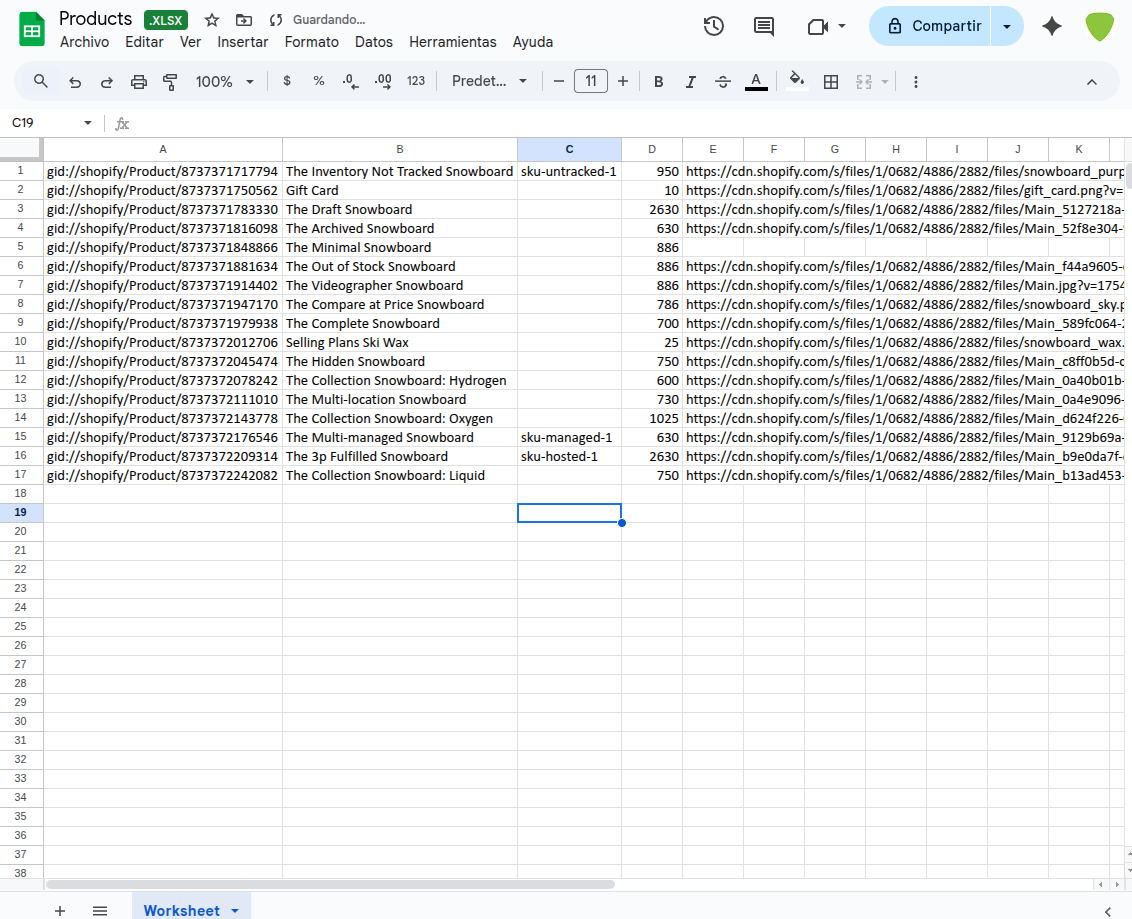 Products .XLSX Guardando...
Archivo Editar Ver Insertar Formato Datos Herramientas Ayuda
Compartir
100% $ % .0 .00 123 Predet... 11 B I A
C19 fx
A B C D E F G H I J K
1 gid://shopify/Product/8737371717794 The Inventory Not Tracked Snowboard sku-untracked-1 950 https://cdn.shopify.com/s/files/1/0682/4886/2882/files/snowboard_purp
2 gid://shopify/Product/8737371750562 Gift Card 10 https://cdn.shopify.com/s/files/1/0682/4886/2882/files/gift_card.png?v=
3 gid://shopify/Product/8737371783330 The Draft Snowboard 2630 https://cdn.shopify.com/s/files/1/0682/4886/2882/files/Main_5127218a-
4 gid://shopify/Product/8737371816098 The Archived Snowboard 630 https://cdn.shopify.com/s/files/1/0682/4886/2882/files/Main_52f8e304-
5 gid://shopify/Product/8737371848866 The Minimal Snowboard 886
6 gid://shopify/Product/8737371881634 The Out of Stock Snowboard 886 https://cdn.shopify.com/s/files/1/0682/4886/2882/files/Main_f44a9605-
7 gid://shopify/Product/8737371914402 The Videographer Snowboard 886 https://cdn.shopify.com/s/files/1/0682/4886/2882/files/Main.jpg?v=1754
8 gid://shopify/Product/8737371947170 The Compare at Price Snowboard 786 https://cdn.shopify.com/s/files/1/0682/4886/2882/files/snowboard_sky.p
9 gid://shopify/Product/8737371979938 The Complete Snowboard 700 https://cdn.shopify.com/s/files/1/0682/4886/2882/files/Main_589fc064-
10 gid://shopify/Product/8737372012706 Selling Plans Ski Wax 25 https://cdn.shopify.com/s/files/1/0682/4886/2882/files/snowboard_wax.
11 gid://shopify/Product/8737372045474 The Hidden Snowboard 750 https://cdn.shopify.com/s/files/1/0682/4886/2882/files/Main_c8ff0b5d-
12 gid://shopify/Product/8737372078242 The Collection Snowboard: Hydrogen 600 https://cdn.shopify.com/s/files/1/0682/4886/2882/files/Main_0a40b01b-
13 gid://shopify/Product/8737372111010 The Multi-location Snowboard 730 https://cdn.shopify.com/s/files/1/0682/4886/2882/files/Main_0a4e9096-
14 gid://shopify/Product/8737372143778 The Collection Snowboard: Oxygen 1025 https://cdn.shopify.com/s/files/1/0682/4886/2882/files/Main_d624f226-
15 gid://shopify/Product/8737372176546 The Multi-managed Snowboard sku-managed-1 630 https://cdn.shopify.com/s/files/1/0682/4886/2882/files/Main_9129b69a-
16 gid://shopify/Product/8737372209314 The 3p Fulfilled Snowboard sku-hosted-1 2630 https://cdn.shopify.com/s/files/1/0682/4886/2882/files/Main_b9e0da7f-
17 gid://shopify/Product/8737372242082 The Collection Snowboard: Liquid 750 https://cdn.shopify.com/s/files/1/0682/4886/2882/files/Main_b13ad453-
18
19
20
21
22
23
24
25
26
27
28
29
30
31
32
33
34
35
36
37
38
Worksheet